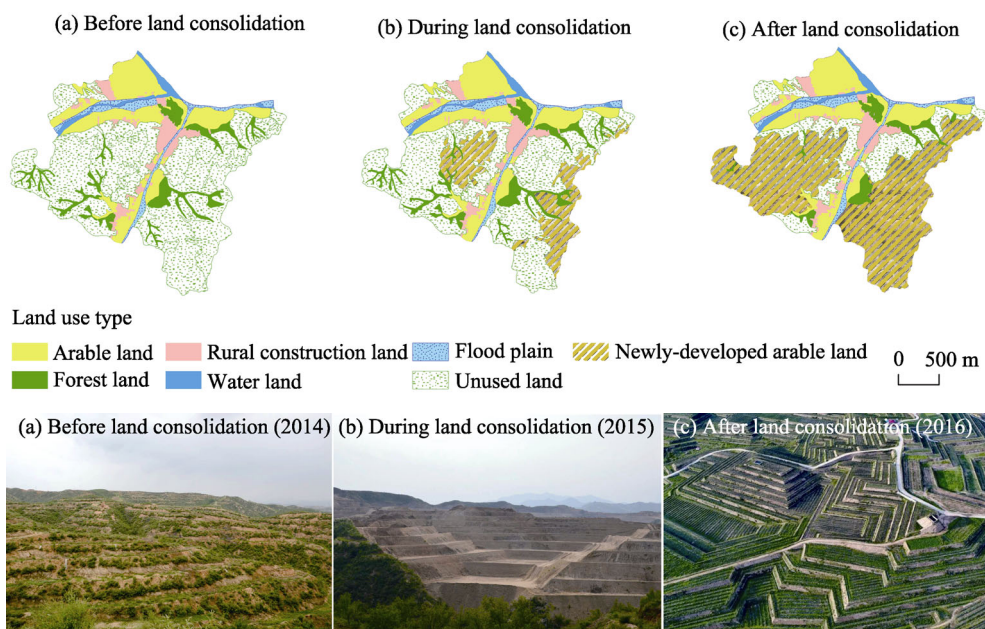 (a) Before land consolidation
(b) During land consolidation
(c) After land consolidation
Land use type
Arable land
Rural construction land
Flood plain
Newly-developed arable land
0 500 m
Forest land
Water land
Unused land
(a) Before land consolidation (2014)
(b) During land consolidation (2015)
(c) After land consolidation (2016)